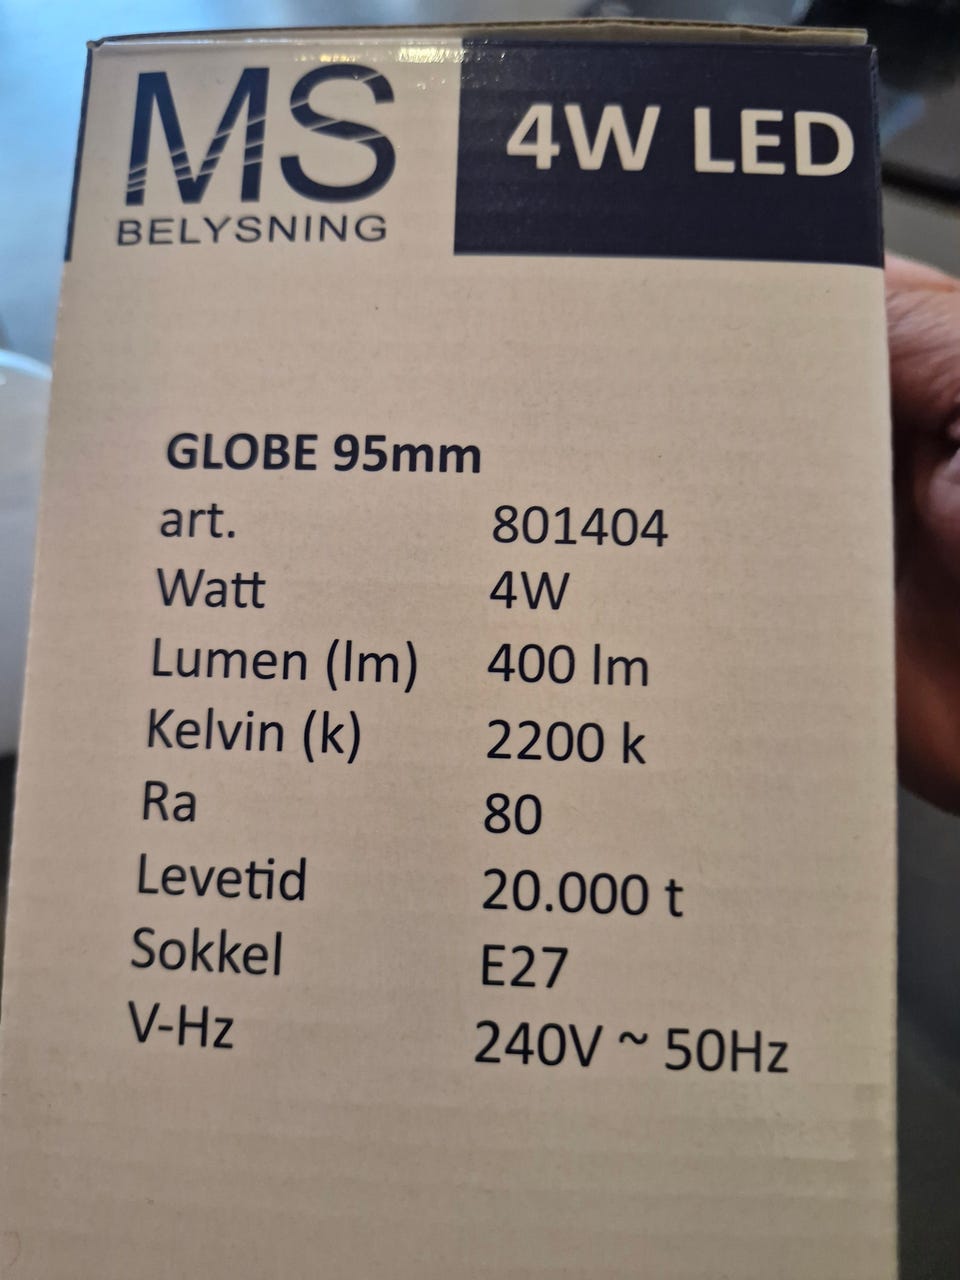 MS
BELYSNING
4W LED
GLOBE 95mm
art. 801404
Watt 4W
Lumen (lm) 400 lm
Kelvin (k) 2200 k
Ra 80
Levetid 20.000 t
Sokkel E27
V-Hz 240V ~ 50Hz